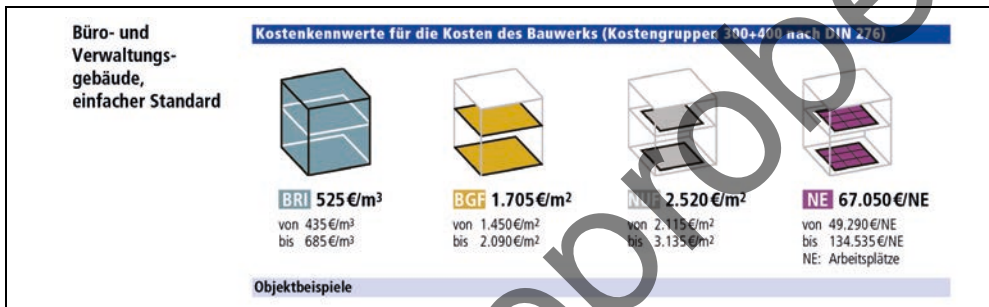 Büro- und
Verwaltungs-
gebäude,
einfacher Standard
Kostenkennwerte für die Kosten des Bauwerks (Kostengruppen 300+400 nach DIN 276)
BRI 525 €/m³
von 435 €/m³
bis 685 €/m³
BGF 1.705 €/m²
von 1.450 €/m²
bis 2.090 €/m²
NUF 2.520 €/m²
von 2.115 €/m²
bis 3.135 €/m²
NE 67.050 €/NE
von 49.290 €/NE
bis 134.535 €/NE
NE: Arbeitsplätze
Objektbeispiele
probe